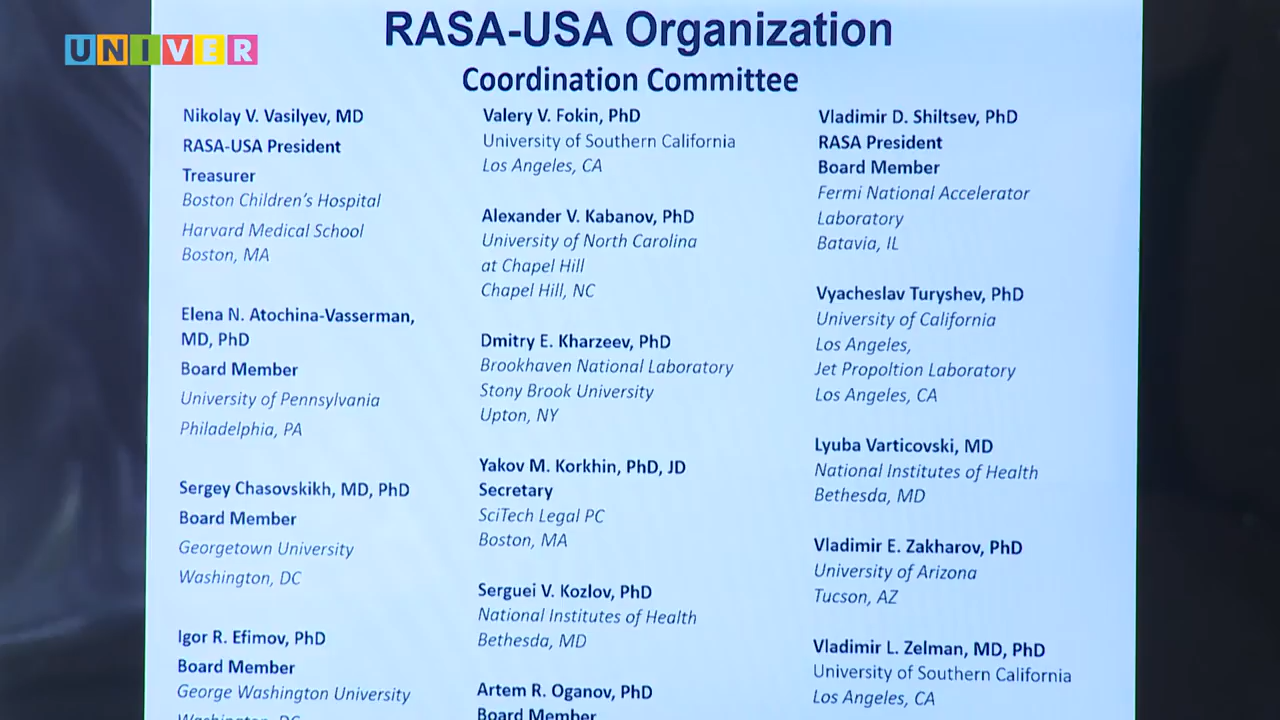 UNIVER
RASA-USA Organization
Coordination Committee
Nikolay V. Vasilyev, MD
RASA-USA President
Treasurer
Boston Children's Hospital
Harvard Medical School
Boston, MA
Elena N. Atochina-Vasserman,
MD, PhD
Board Member
University of Pennsylvania
Philadelphia, PA
Sergey Chasovskikh, MD, PhD
Board Member
Georgetown University
Washington, DC
Igor R. Efimov, PhD
Board Member
George Washington University
Washington, DC
Valery V. Fokin, PhD
University of Southern California
Los Angeles, CA
Alexander V. Kabanov, PhD
University of North Carolina
at Chapel Hill
Chapel Hill, NC
Dmitry E. Kharzeev, PhD
Brookhaven National Laboratory
Stony Brook University
Upton, NY
Yakov M. Korkhin, PhD, JD
Secretary
SciTech Legal PC
Boston, MA
Serguei V. Kozlov, PhD
National Institutes of Health
Bethesda, MD
Artem R. Oganov, PhD
Board Member
Vladimir D. Shiltsev, PhD
RASA President
Board Member
Fermi National Accelerator
Laboratory
Batavia, IL
Vyacheslav Turyshev, PhD
University of California
Los Angeles,
Jet Propoltion Laboratory
Los Angeles, CA
Lyuba Varticovski, MD
National Institutes of Health
Bethesda, MD
Vladimir E. Zakharov, PhD
University of Arizona
Tucson, AZ
Vladimir L. Zelman, MD, PhD
University of Southern California
Los Angeles, CA